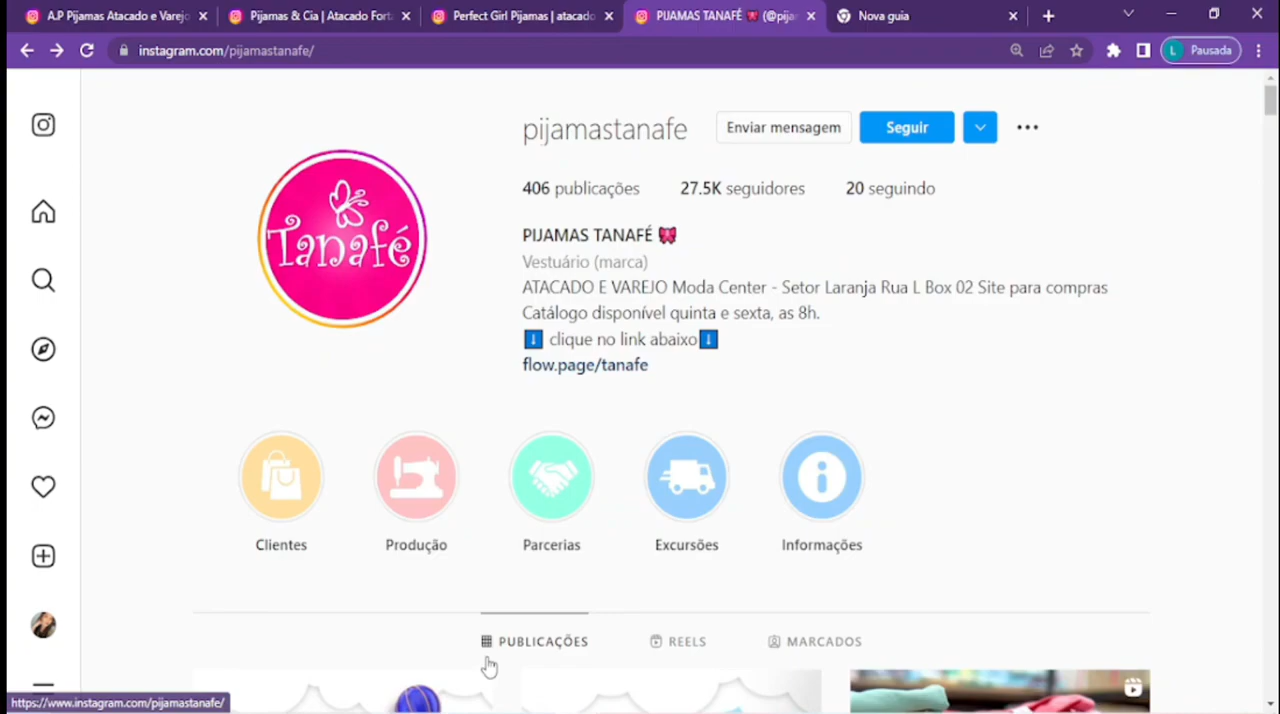 A.P Pijamas Atacado e Varejo
Pijamas & Cia | Atacado Forta
Perfect Girl Pijamas | atacado
PIJAMAS TANAFÉ 🎀 (@pija
Nova guia
instagram.com/pijamastanafe/
L Pausada
pijamastanafe
Enviar mensagem
Seguir
406 publicações 27.5K seguidores 20 seguindo
Tanafé
PIJAMAS TANAFÉ 🎀
Vestuário (marca)
ATACADO E VAREJO Moda Center - Setor Laranja Rua L Box 02 Site para compras
Catálogo disponível quinta e sexta, as 8h.
⬇️ clique no link abaixo⬇️
flow.page/tanafe
Clientes
Produção
Parcerias
Excursões
Informações
PUBLICAÇÕES
REELS
MARCADOS
https://www.instagram.com/pijamastanafe/